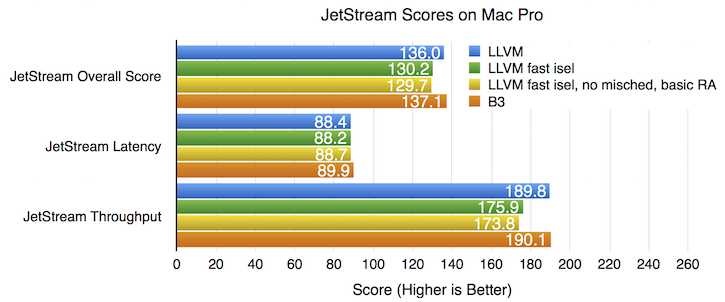 JetStream Scores on Mac Pro
LLVM
LLVM fast isel
LLVM fast isel, no misched, basic RA
B3
JetStream Overall Score
136.0
130.2
129.7
137.1
JetStream Latency
88.4
88.2
88.7
89.9
JetStream Throughput
189.8
175.9
173.8
190.1
0 20 40 60 80 100 120 140 160 180 200 220 240 260
Score (Higher is Better)